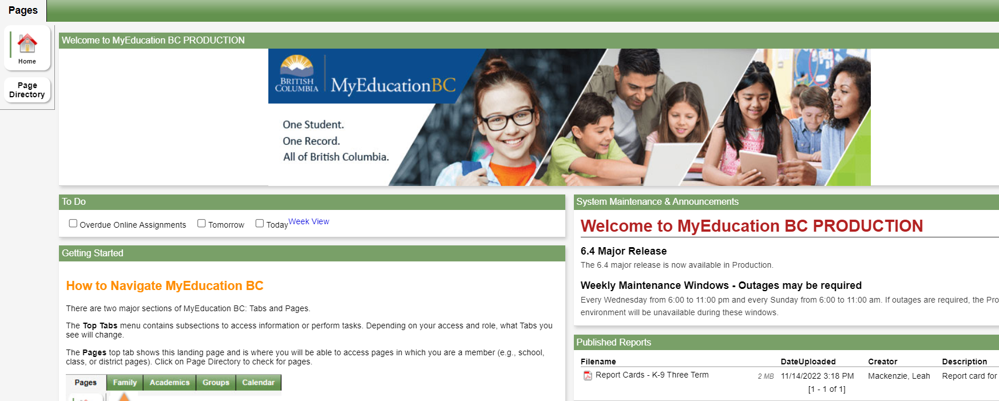 Pages
Home
Page
Directory
Welcome to MyEducation BC PRODUCTION
BRITISH
COLUMBIA
MyEducationBC
One Student.
One Record.
All of British Columbia.
To Do
Overdue Online Assignments Tomorrow Today Week View
Getting Started
How to Navigate MyEducation BC
There are two major sections of MyEducation BC: Tabs and Pages.
The Top Tabs menu contains subsections to access information or perform tasks. Depending on your access and role, what Tabs you
see will change.
The Pages top tab shows this landing page and is where you will be able to access pages in which you are a member (e.g., school,
class, or district pages). Click on Page Directory to check for pages.
Pages Family Academics Groups Calendar
System Maintenance & Announcements
Welcome to MyEducation BC PRODUCTION
6.4 Major Release
The 6.4 major release is now available in Production.
Weekly Maintenance Windows - Outages may be required
Every Wednesday from 6:00 to 11:00 pm and every Sunday from 6:00 to 11:00 am. If outages are required, the Pro
environment will be unavailable during these windows.
Published Reports
Filename DateUploaded Creator Description
Report Cards - K-9 Three Term 2 MB 11/14/2022 3:18 PM Mackenzie, Leah Report card for
[1 - 1 of 1]